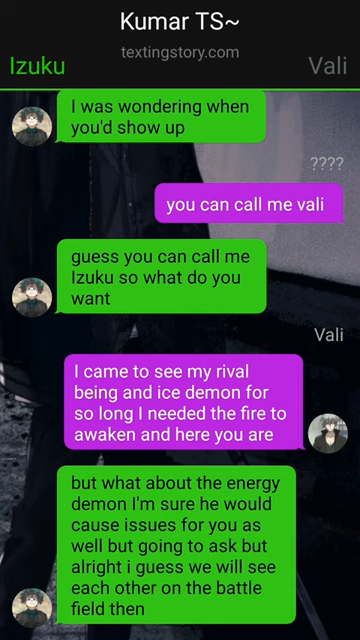 Kumar TS~
textingstory.com
Izuku
Vali
I was wondering when
you'd show up
????
you can call me vali
guess you can call me
Izuku so what do you
want
Vali
I came to see my rival
being and ice demon for
so long I needed the fire to
awaken and here you are
but what about the energy
demon I'm sure he would
cause issues for you as
well but going to ask but
alright i guess we will see
each other on the battle
field then